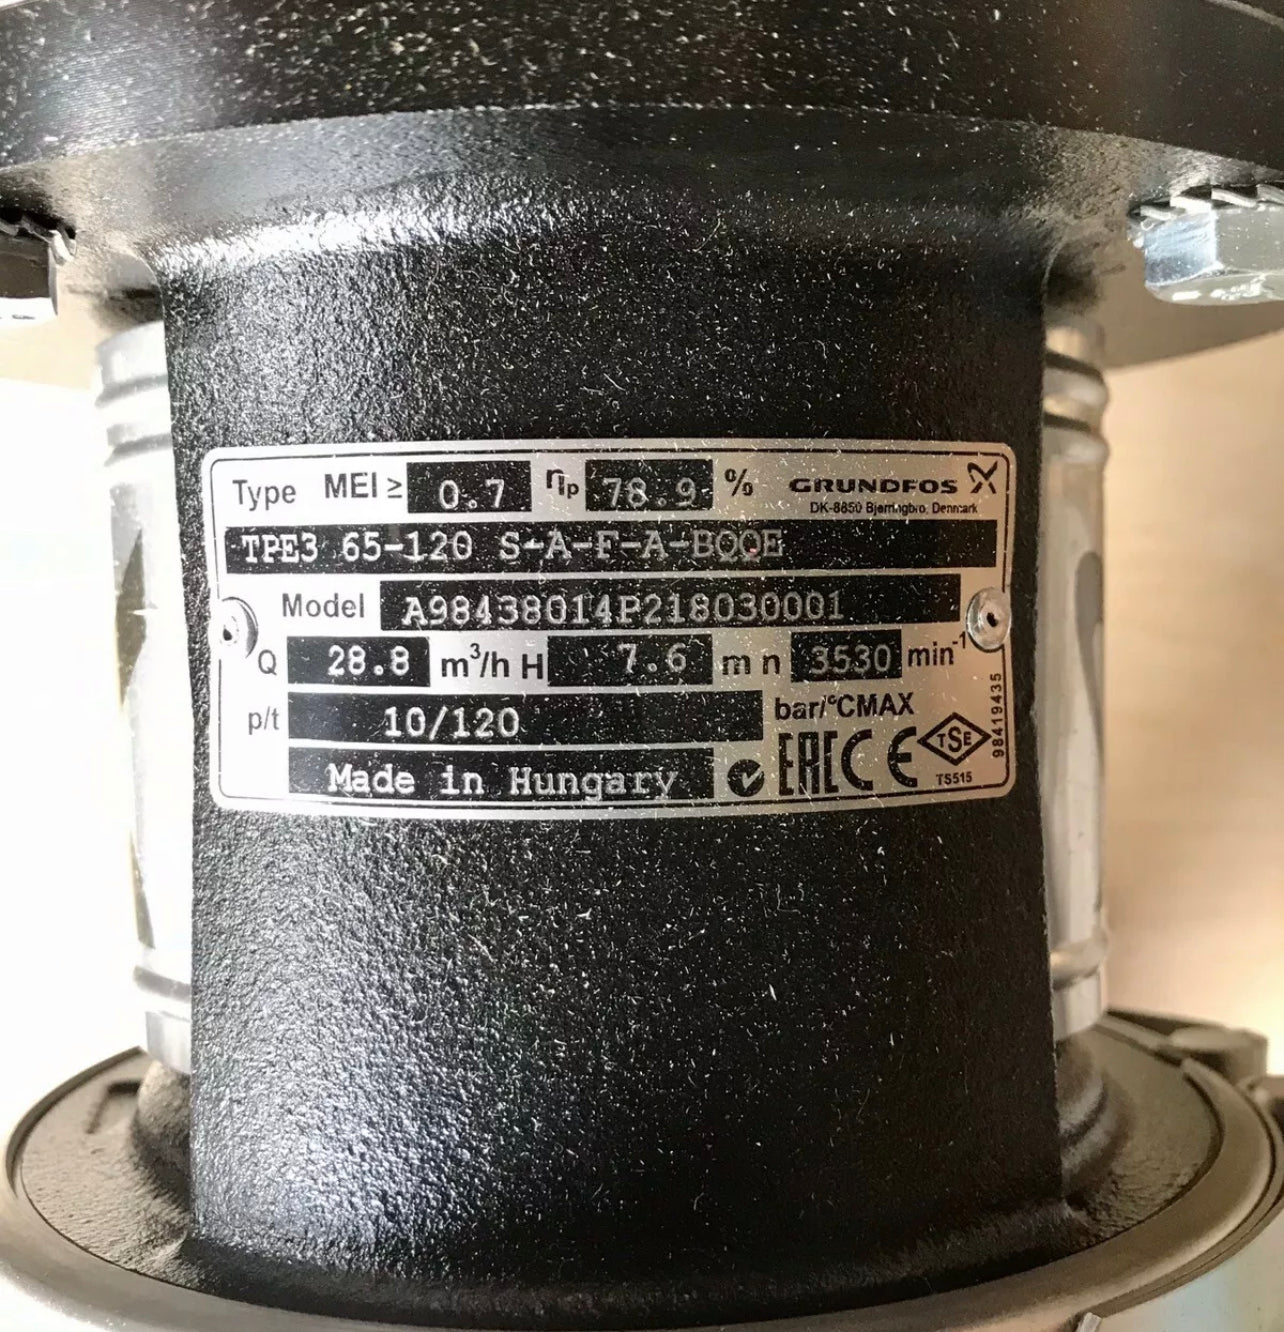 Type MEI ≥ 0.7 ηp 78.9 % GRUNDFOS
DK-8850 Bjerringbro, Denmark
TPE3 65-120 S-A-F-A-BQQE
Model A98438014P218030001
Q 28.8 m³/h H 7.6 m n 3530 min⁻¹
p/t 10/120 bar/°CMAX
Made in Hungary EAC CE TSE
TS515
98419435